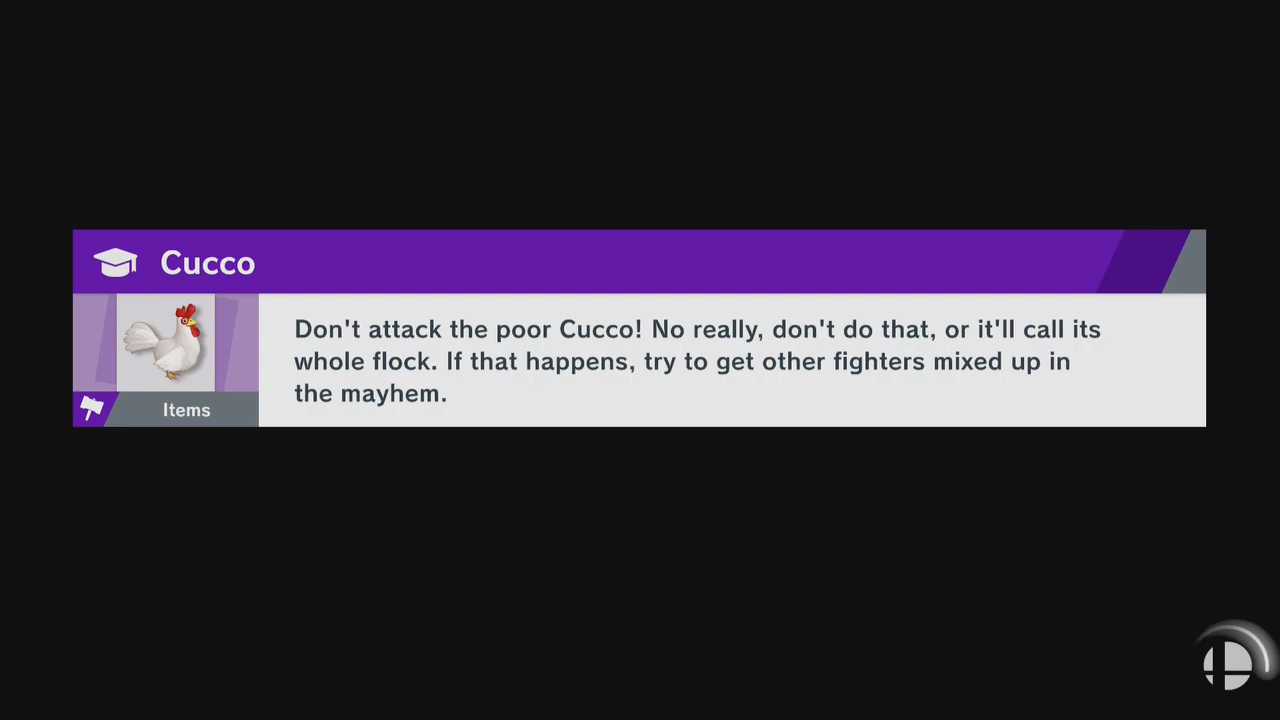 Cucco
Don't attack the poor Cucco! No really, don't do that, or it'll call its
whole flock. If that happens, try to get other fighters mixed up in
the mayhem.
Items